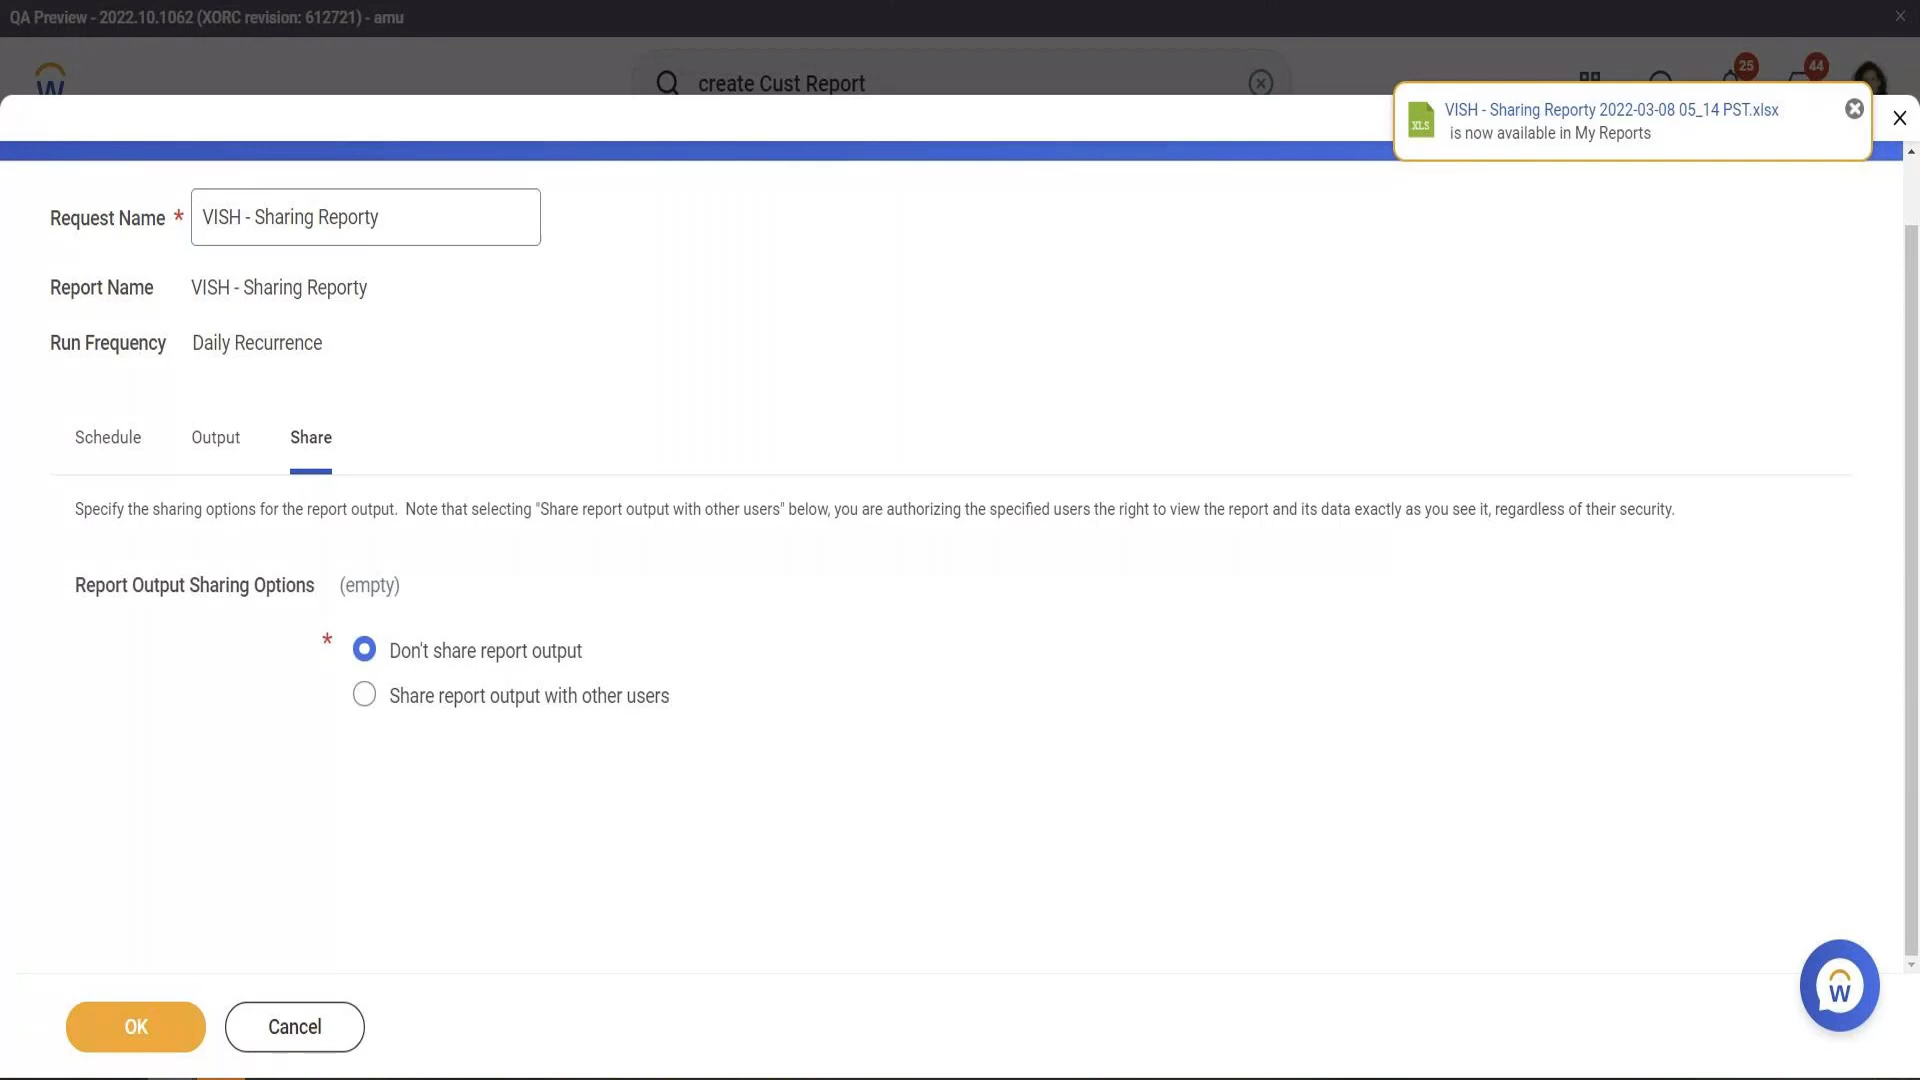 QA Preview - 2022.10.1062 (XORC revision: 612721) - amu
W
create Cust Report
25
44
XLS
VISH - Sharing Reporty 2022-03-08 05_14 PST.xlsx
is now available in My Reports
Request Name * VISH - Sharing Reporty
Report Name VISH - Sharing Reporty
Run Frequency Daily Recurrence
Schedule Output Share
Specify the sharing options for the report output. Note that selecting "Share report output with other users" below, you are authorizing the specified users the right to view the report and its data exactly as you see it, regardless of their security.
Report Output Sharing Options (empty)
* Don't share report output
Share report output with other users
W
OK Cancel